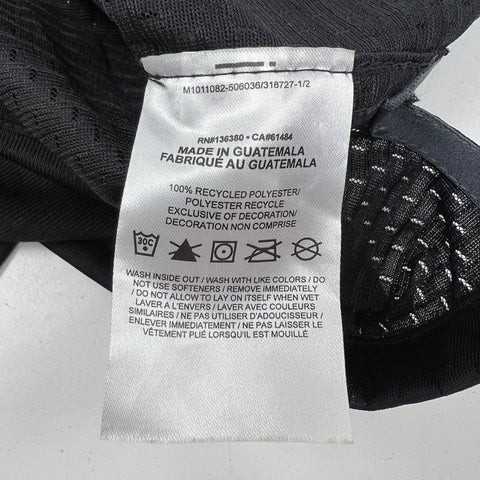 M1011082-506036/318727-1/2
RN#136380 • CA#61484
MADE IN GUATEMALA
FABRIQUÉ AU GUATEMALA
100% RECYCLED POLYESTER/
POLYESTER RECYCLE
EXCLUSIVE OF DECORATION/
DECORATION NON COMPRISE
30C
WASH INSIDE OUT / WASH WITH LIKE COLORS / DO
NOT USE SOFTENERS / REMOVE IMMEDIATELY
/ DO NOT ALLOW TO LAY ON ITSELF WHEN WET
LAVER A L'ENVERS / LAVER AVEC COULEURS
SIMILAIRES / NE PAS UTILISER D'ADOUCISSEUR/
ENLEVER IMMÉDIATEMENT / NE PAS LAISSER LE
VÊTEMENT PLIÉ LORSQU'IL EST MOUILLÉ